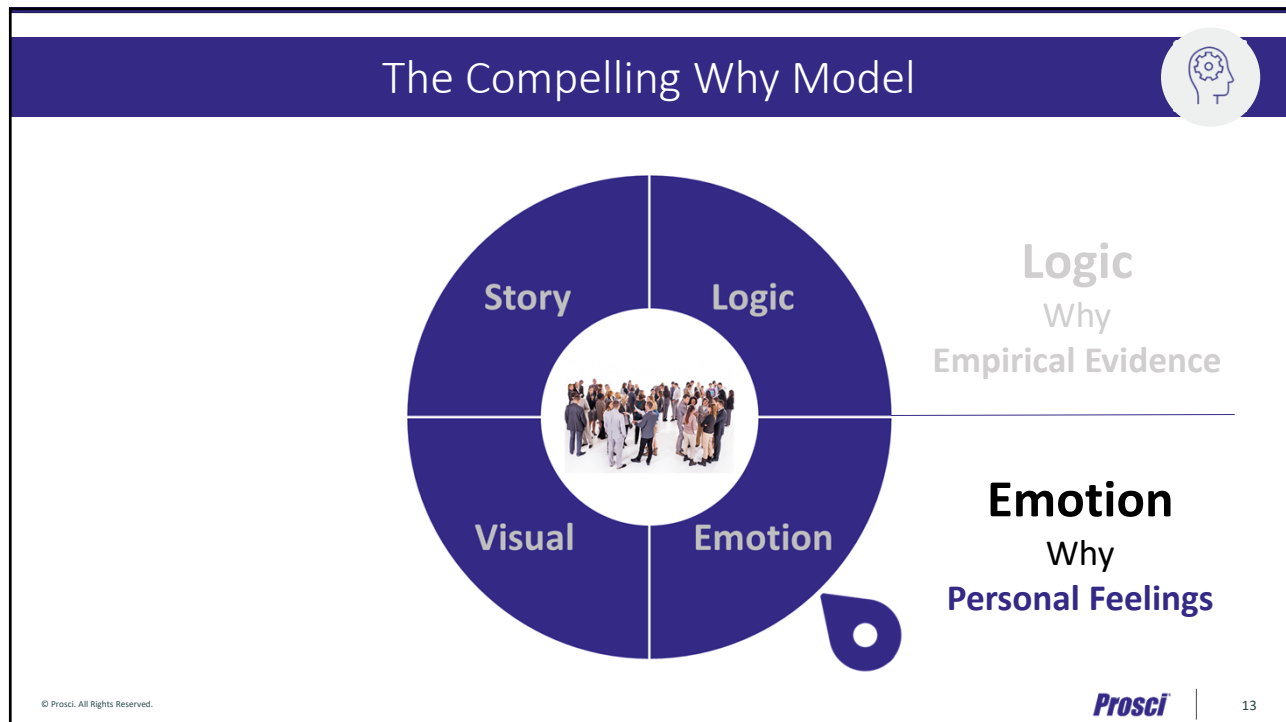 The Compelling Why Model
Story
Logic
Visual
Emotion
Logic
Why
Empirical Evidence
Emotion
Why
Personal Feelings
© Prosci. All Rights Reserved.
Prosci®
13